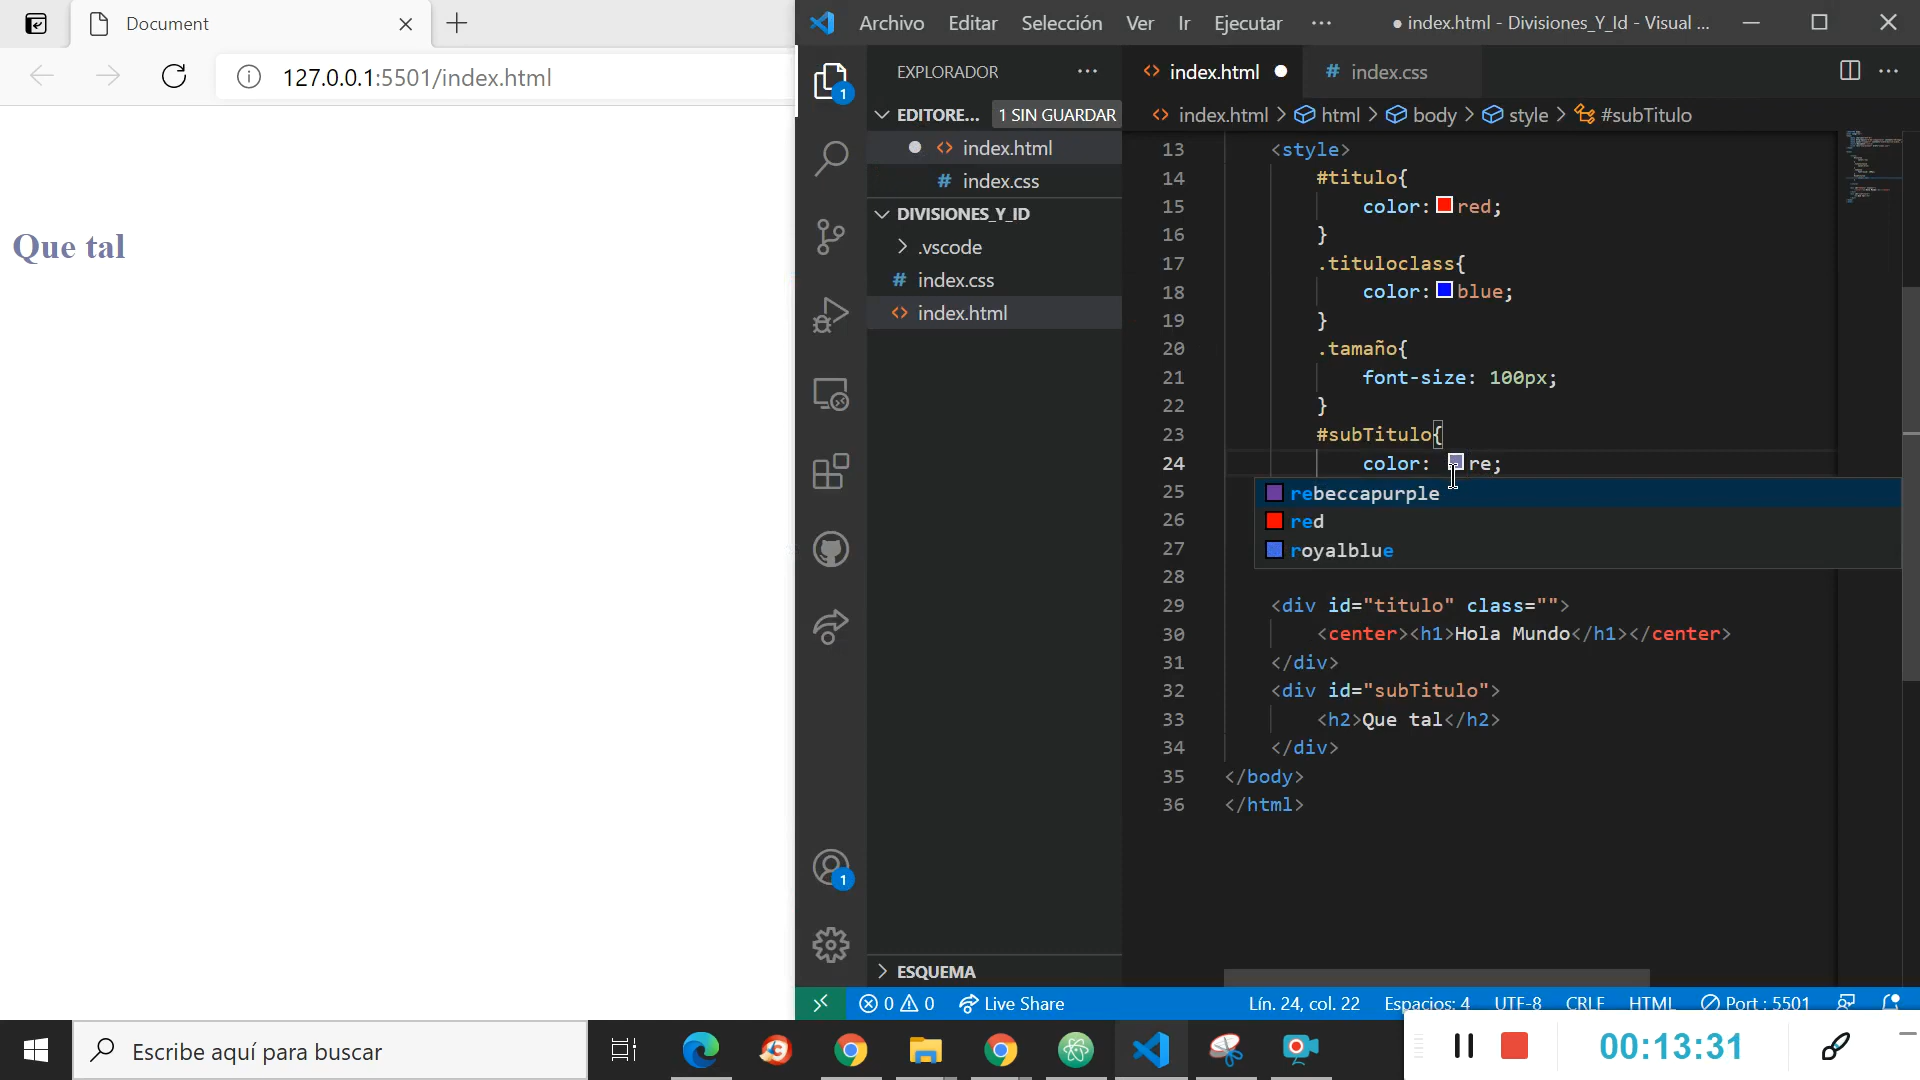 Document
127.0.0.1:5501/index.html
Que tal
Archivo Editar Selección Ver Ir Ejecutar ···
● index.html - Divisiones_Y_Id - Visual ...
EXPLORADOR ···
EDITORE... 1 SIN GUARDAR
index.html
# index.css
DIVISIONES_Y_ID
.vscode
# index.css
index.html
ESQUEMA
1
1
index.html
# index.css
index.html > html > body > style > #subTitulo
13 <style>
14 #titulo{
15 color: red;
16 }
17 .tituloclass{
18 color: blue;
19 }
20 .tamaño{
21 font-size: 100px;
22 }
23 #subTitulo{
24 color: re;
25
rebeccapurple
26
red
27
royalblue
28
29 <div id="titulo" class="">
30 <center><h1>Hola Mundo</h1></center>
31 </div>
32 <div id="subTitulo">
33 <h2>Que tal</h2>
34 </div>
35 </body>
36 </html>
0 0 Live Share Lín. 24, col. 22 Espacios: 4 UTF-8 CRLF HTML Port : 5501
Escribe aquí para buscar
00:13:31